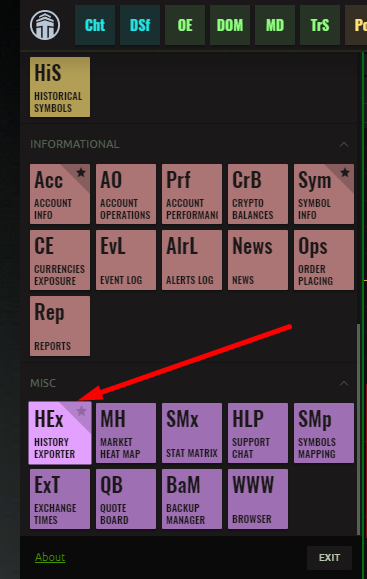 Cht DSf OE DOM MD TrS
HiS
HISTORICAL
SYMBOLS
INFORMATIONAL
Acc AO Prf CrB Sym
ACCOUNT ACCOUNT ACCOUNT CRYPTO SYMBOL
INFO OPERATIONS PERFORMAN BALANCES INFO
CE EvL AlrL News Ops
CURRENCIES EVENT LOG ALERTS LOG NEWS ORDER
EXPOSURE PLACING
Rep
REPORTS
MISC
HEx MH SMx HLP SMp
HISTORY MARKET STAT MATRIX SUPPORT SYMBOLS
EXPORTER HEAT MAP CHAT MAPPING
ExT QB BaM WWW
EXCHANGE QUOTE BACKUP BROWSER
TIMES BOARD MANAGER
About EXIT